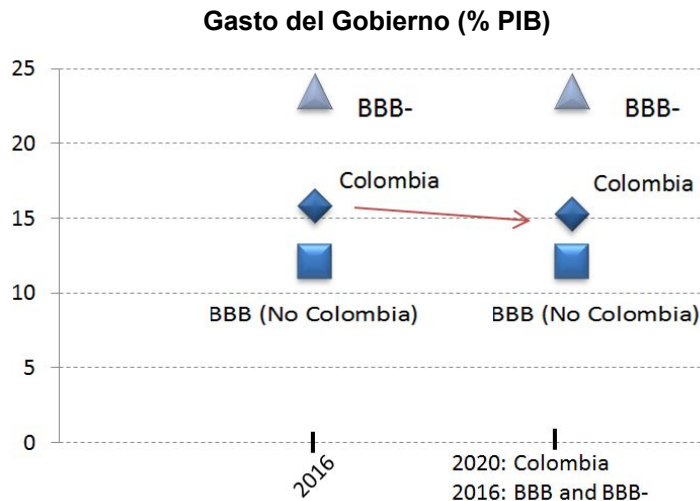 Gasto del Gobierno (% PIB)
25
BBB-
BBB-
20
Colombia
Colombia
15
10
BBB (No Colombia)
BBB (No Colombia)
5
0
2016
2020: Colombia
2016: BBB and BBB-